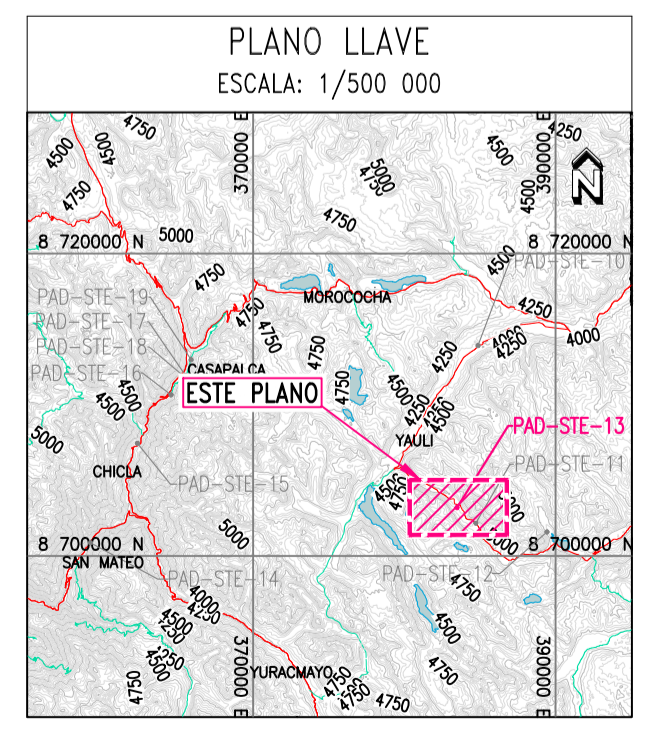 PLANO LLAVE
ESCALA: 1/500 000
4750
4250
4500
4500
4500
370000 E
5000
4750
390000 E
4750
4500
N
4750
8 720000 N
5000
8 720000 N
4750
4500
PAD-STE-10
PAD-STE-19
4750
MOROCOCHA
4250
PAD-STE-17
4750
4000
4250
4000
PAD-STE-18
4750
4250
CASAPALCA
PAD-STE-16
4500
4750
4500
4250
ESTE PLANO
4500
4250
4500
PAD-STE-13
5000
YAULI
CHICLA
PAD-STE-15
4500
4750
PAD-STE-11
5000
8 700000 N
8 700000 N
SAN MATEO
PAD-STE-14
PAD-STE-12
4750
4000
4250
4500
4250
4500
4250
4500
370000 E
390000 E
4750
YURACMAYO
4750
4750
4750
4750